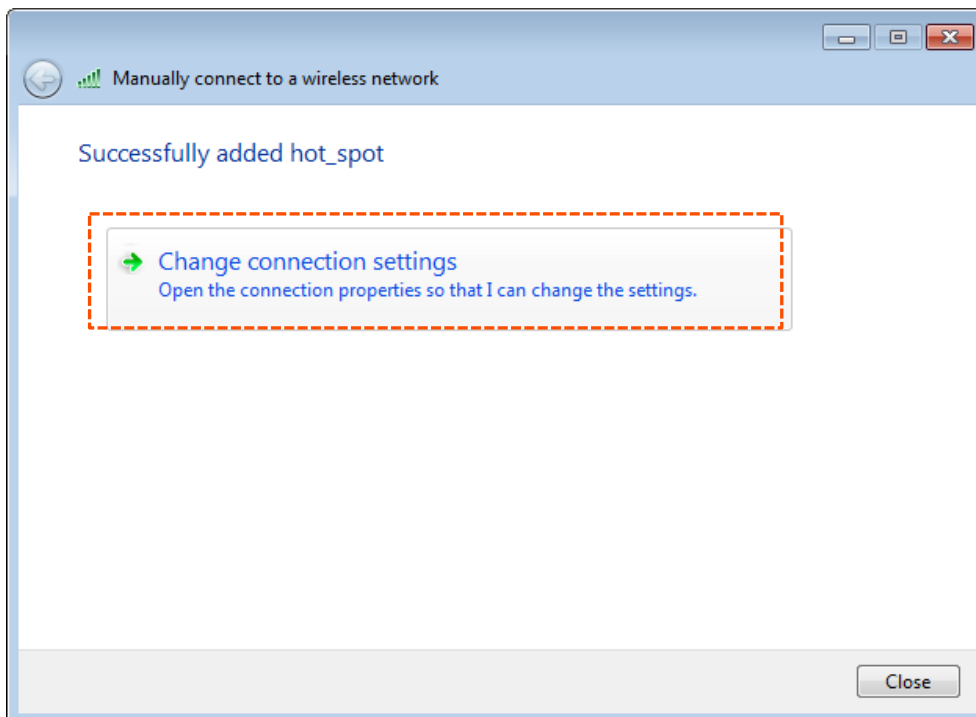 Manually connect to a wireless network
Successfully added hot_spot
Change connection settings
Open the connection properties so that I can change the settings.
Close